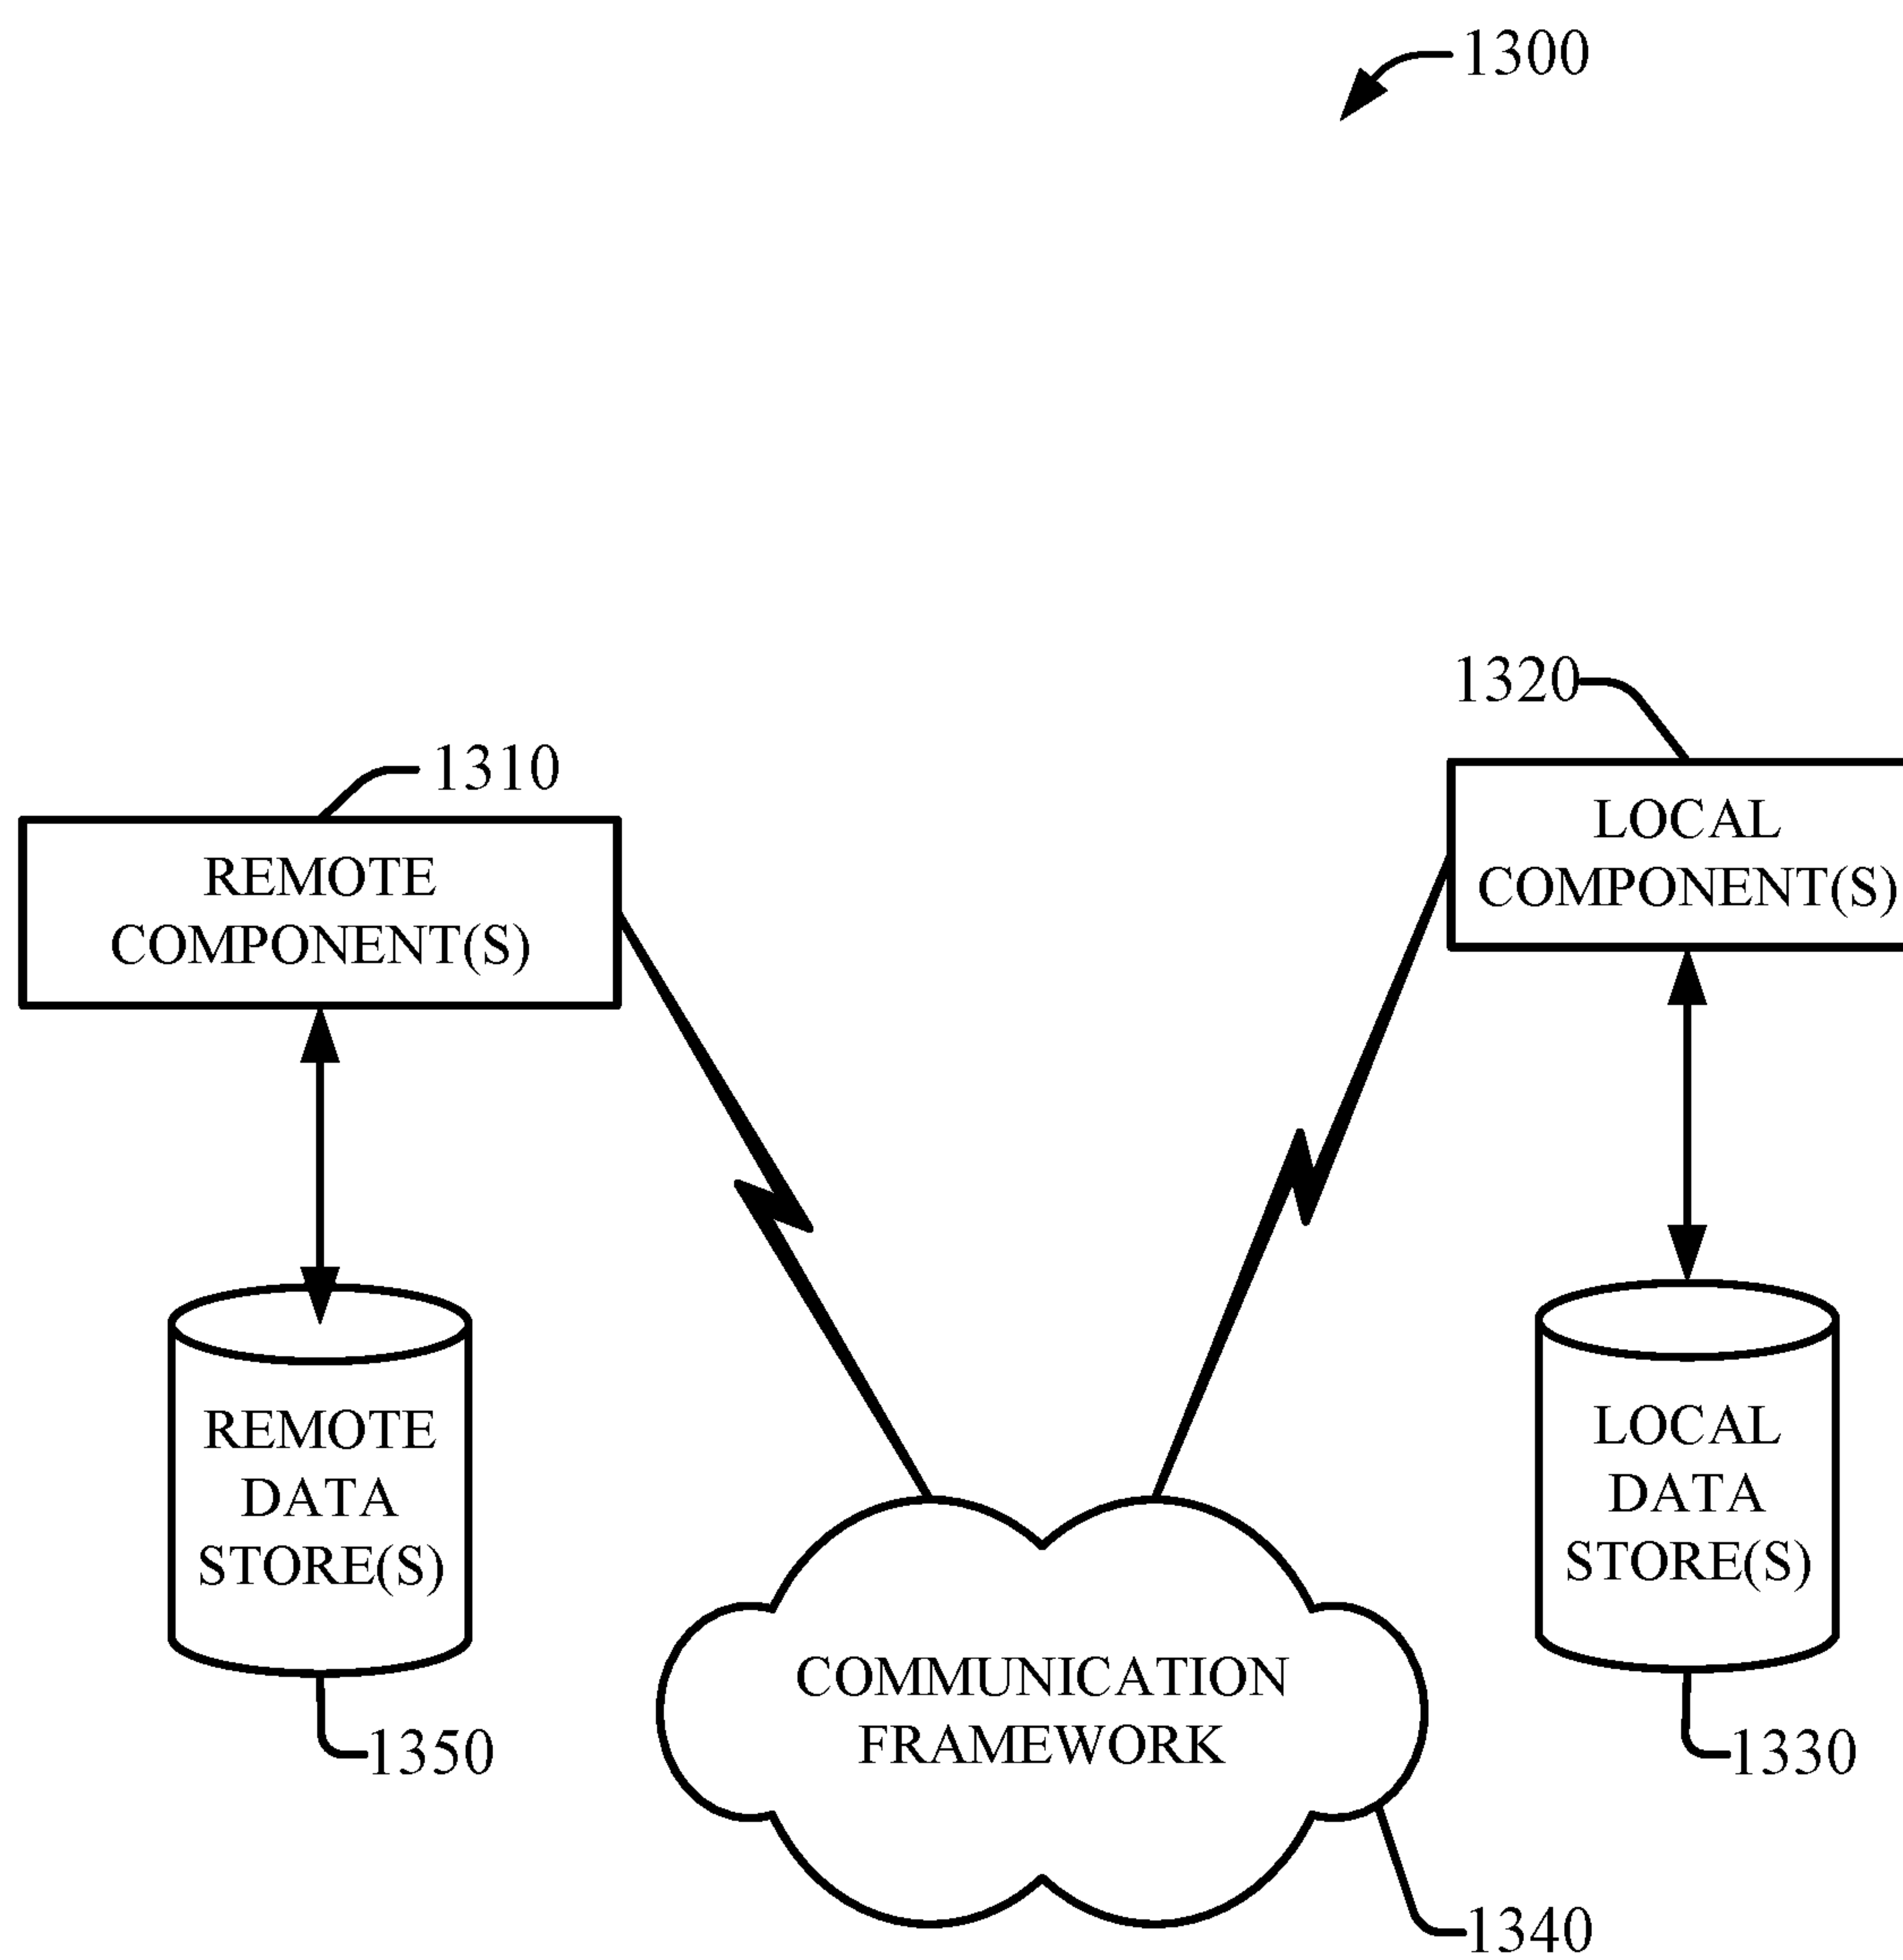 1300
1320
1310
LOCAL
COMPONENT(S)
REMOTE
COMPONENT(S)
REMOTE
DATA
STORE(S)
LOCAL
DATA
STORE(S)
COMMUNICATION
FRAMEWORK
1350
1330
1340